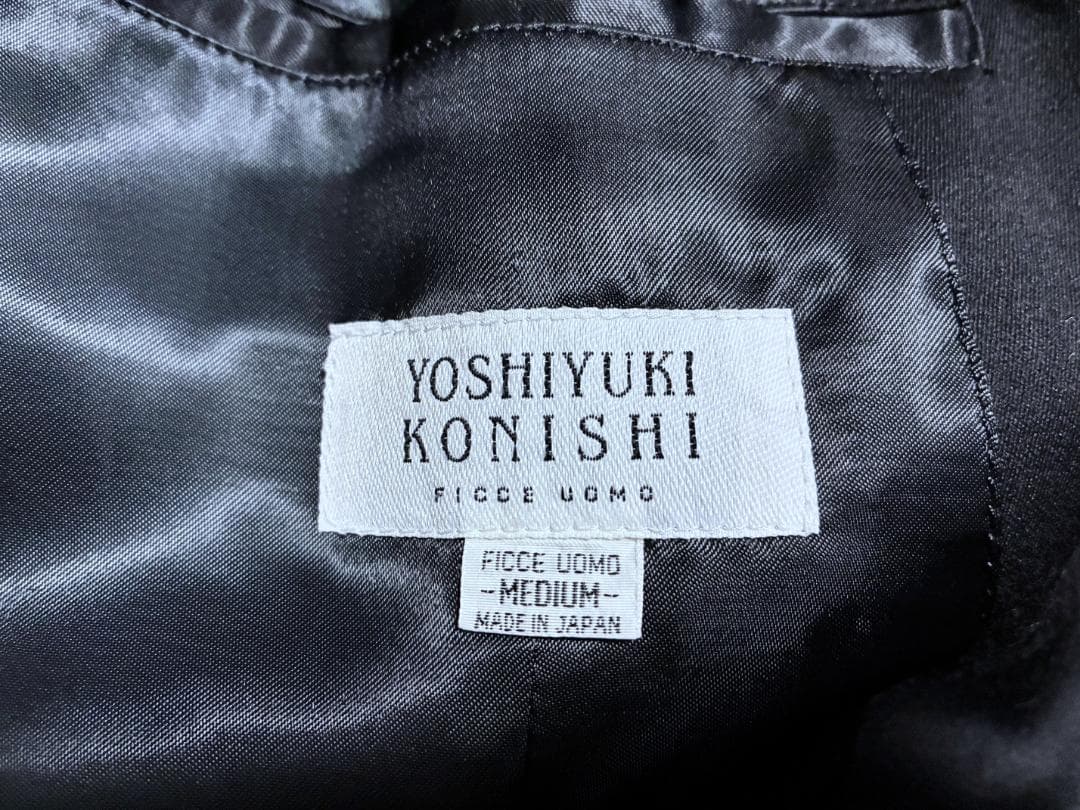 YOSHIYUKI
KONISHI
FICCE UOMO
FICCE UOMO
-MEDIUM-
MADE IN JAPAN